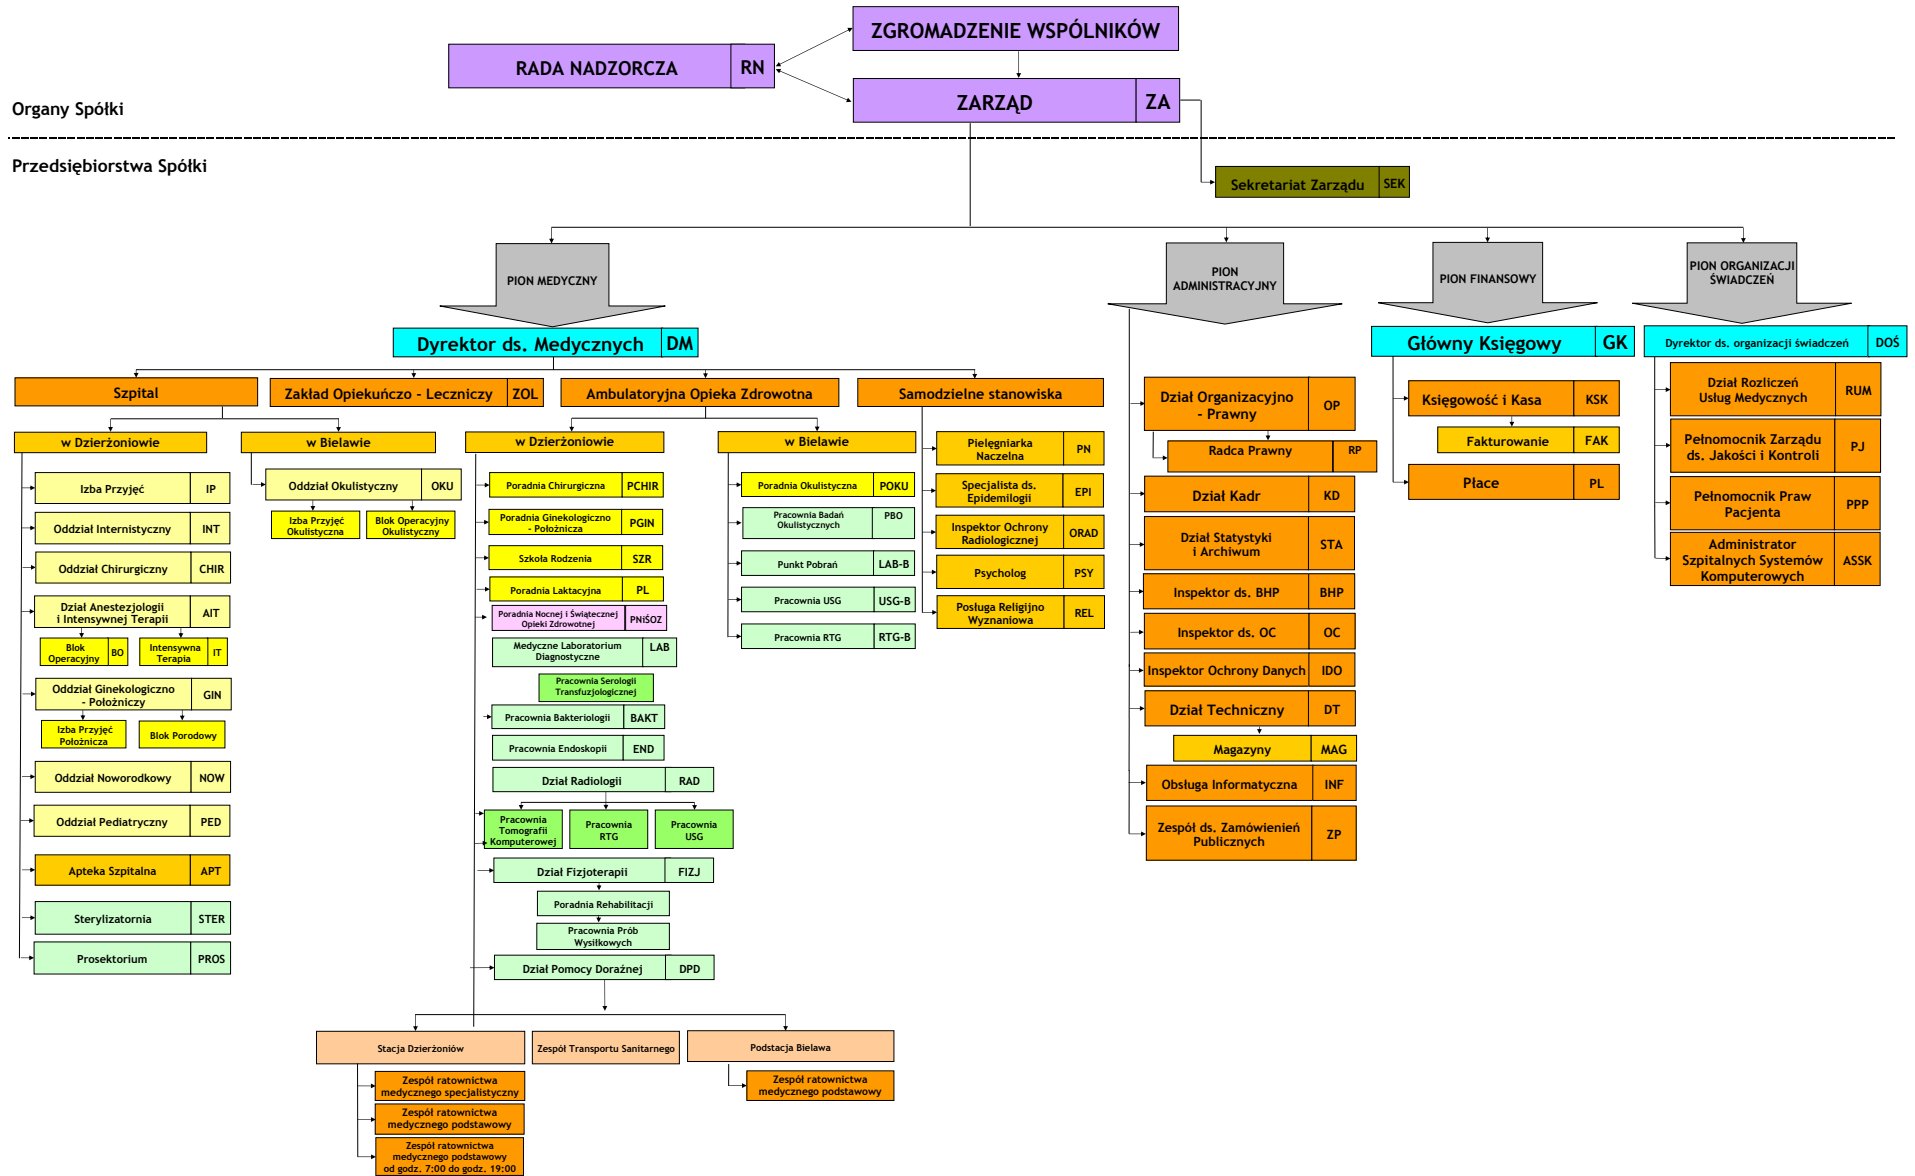 ZGROMADZENIE WSPÓLNIKÓW
RADA NADZORCZA RN
ZARZĄD ZA
Organy Spółki
Przedsiębiorstwa Spółki
Sekretariat Zarządu SEK
PION MEDYCZNY
PION
ADMINISTRACYJNY
PION FINANSOWY
PION ORGANIZACJI
ŚWIADCZEŃ
Dyrektor ds. Medycznych DM
Główny Księgowy GK
Dyrektor ds. organizacji świadczeń DOŚ
Szpital
Zakład Opiekuńczo - Leczniczy ZOL
Ambulatoryjna Opieka Zdrowotna
Samodzielne stanowiska
w Dzierżoniowie
w Bielawie
w Dzierżoniowie
w Bielawie
Izba Przyjęć IP
Oddział Internistyczny INT
Oddział Chirurgiczny CHIR
Dział Anestezjologii
i Intensywnej Terapii AIT
Blok
Operacyjny BO
Intensywna
Terapia IT
Oddział Ginekologiczno
- Położniczy GIN
Izba Przyjęć
Położnicza
Blok Porodowy
Oddział Noworodkowy NOW
Oddział Pediatryczny PED
Apteka Szpitalna APT
Sterylizatornia STER
Prosektorium PROS
Oddział Okulistyczny OKU
Izba Przyjęć
Okulistyczna
Blok Operacyjny
Okulistyczny
Poradnia Chirurgiczna PCHIR
Poradnia Ginekologiczno
- Położnicza PGIN
Szkoła Rodzenia SZR
Poradnia Laktacyjna PL
Poradnia Nocnej i Świątecznej
Opieki Zdrowotnej PNiŚOZ
Medyczne Laboratorium
Diagnostyczne LAB
Pracownia Serologii
Transfuzjologicznej
Pracownia Bakteriologii BAKT
Pracownia Endoskopii END
Dział Radiologii RAD
Pracownia
Tomografii
Komputerowej
Pracownia
RTG
Pracownia
USG
Dział Fizjoterapii FIZJ
Poradnia Rehabilitacji
Pracownia Prób
Wysiłkowych
Dział Pomocy Doraźnej DPD
Stacja Dzierżoniów
Zespół Transportu Sanitarnego
Podstacja Bielawa
Zespół ratownictwa
medycznego specjalistyczny
Zespół ratownictwa
medycznego podstawowy
Zespół ratownictwa
medycznego podstawowy
od godz. 7:00 do godz. 19:00
Zespół ratownictwa
medycznego podstawowy
Poradnia Okulistyczna POKU
Pracownia Badań
Okulistycznych PBO
Punkt Pobrań LAB-B
Pracownia USG USG-B
Pracownia RTG RTG-B
Pielęgniarka
Naczelna PN
Specjalista ds.
Epidemilogii EPI
Inspektor Ochrony
Radiologicznej ORAD
Psycholog PSY
Posługa Religijno
Wyznaniowa REL
Dział Organizacyjno
- Prawny OP
Radca Prawny RP
Dział Kadr KD
Dział Statystyki
i Archiwum STA
Inspektor ds. BHP BHP
Inspektor ds. OC OC
Inspektor Ochrony Danych IDO
Dział Techniczny DT
Magazyny MAG
Obsługa Informatyczna INF
Zespół ds. Zamówienień
Publicznych ZP
Księgowość i Kasa KSK
Fakturowanie FAK
Płace PL
Dział Rozliczeń
Usług Medycznych RUM
Pełnomocnik Zarządu
ds. Jakości i Kontroli PJ
Pełnomocnik Praw
Pacjenta PPP
Administrator
Szpitalnych Systemów
Komputerowych ASSK